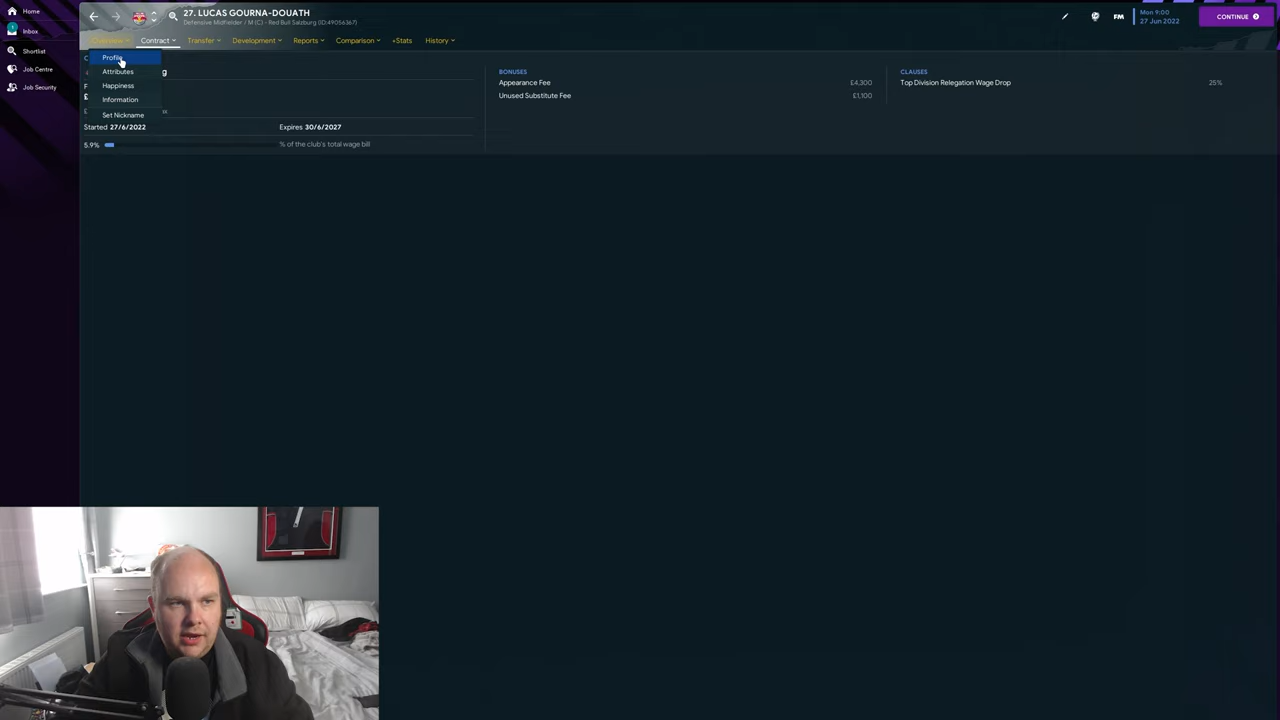 Home
Inbox
Shortlist
Job Centre
Job Security
27. LUCAS GOURNA-DOUATH
Defensive Midfielder / M (C) - Red Bull Salzburg (ID:49056367)
FM
Mon 9:00
27 Jun 2022
CONTINUE
Overview
Contract
Transfer
Development
Reports
Comparison
+Stats
History
Profile
Attributes
Happiness
Information
Set Nickname
Started 27/6/2022
Expires 30/6/2027
5.9%
% of the club's total wage bill
BONUSES
Appearance Fee £4,300
Unused Substitute Fee £1,100
CLAUSES
Top Division Relegation Wage Drop 25%